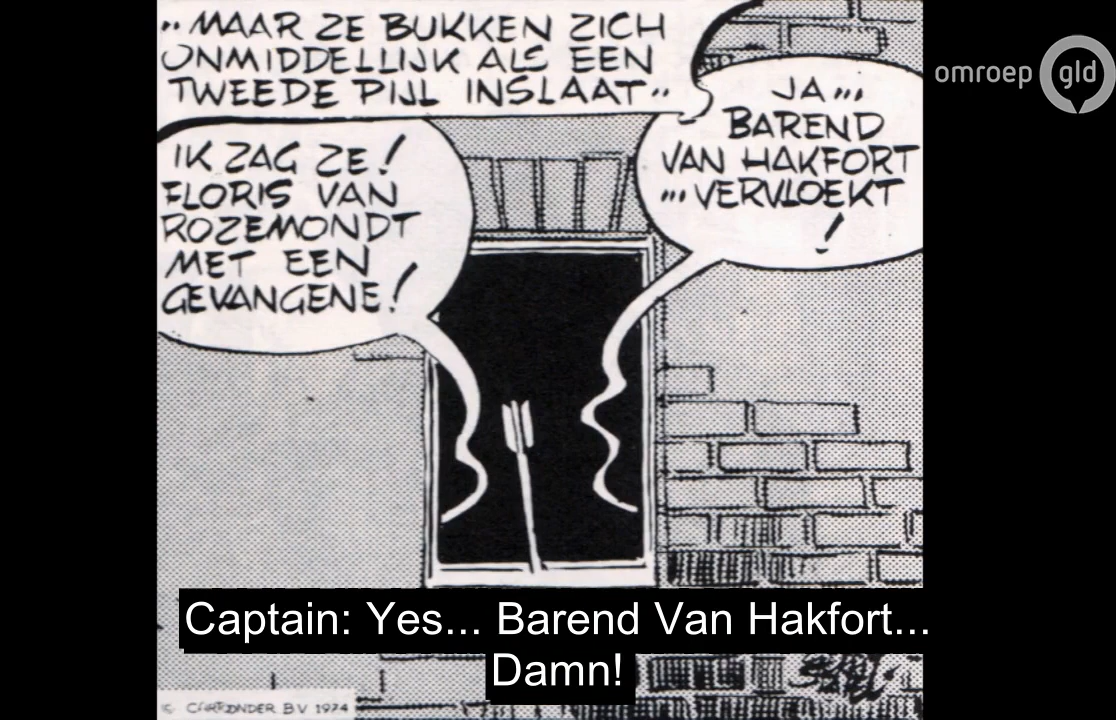 ..MAAR ZE BUKKEN ZICH
ONMIDDELLIJK ALS EEN
TWEEDE PIJL INSLAAT..
IK ZAG ZE!
FLORIS VAN
ROZEMONDT
MET EEN
GEVANGENE!
JA...
BAREND
VAN HAKFORT
...VERVLOEKT
!
omroep gld
Captain: Yes... Barend Van Hakfort...
Damn!
© CARTOONDER B V 1974